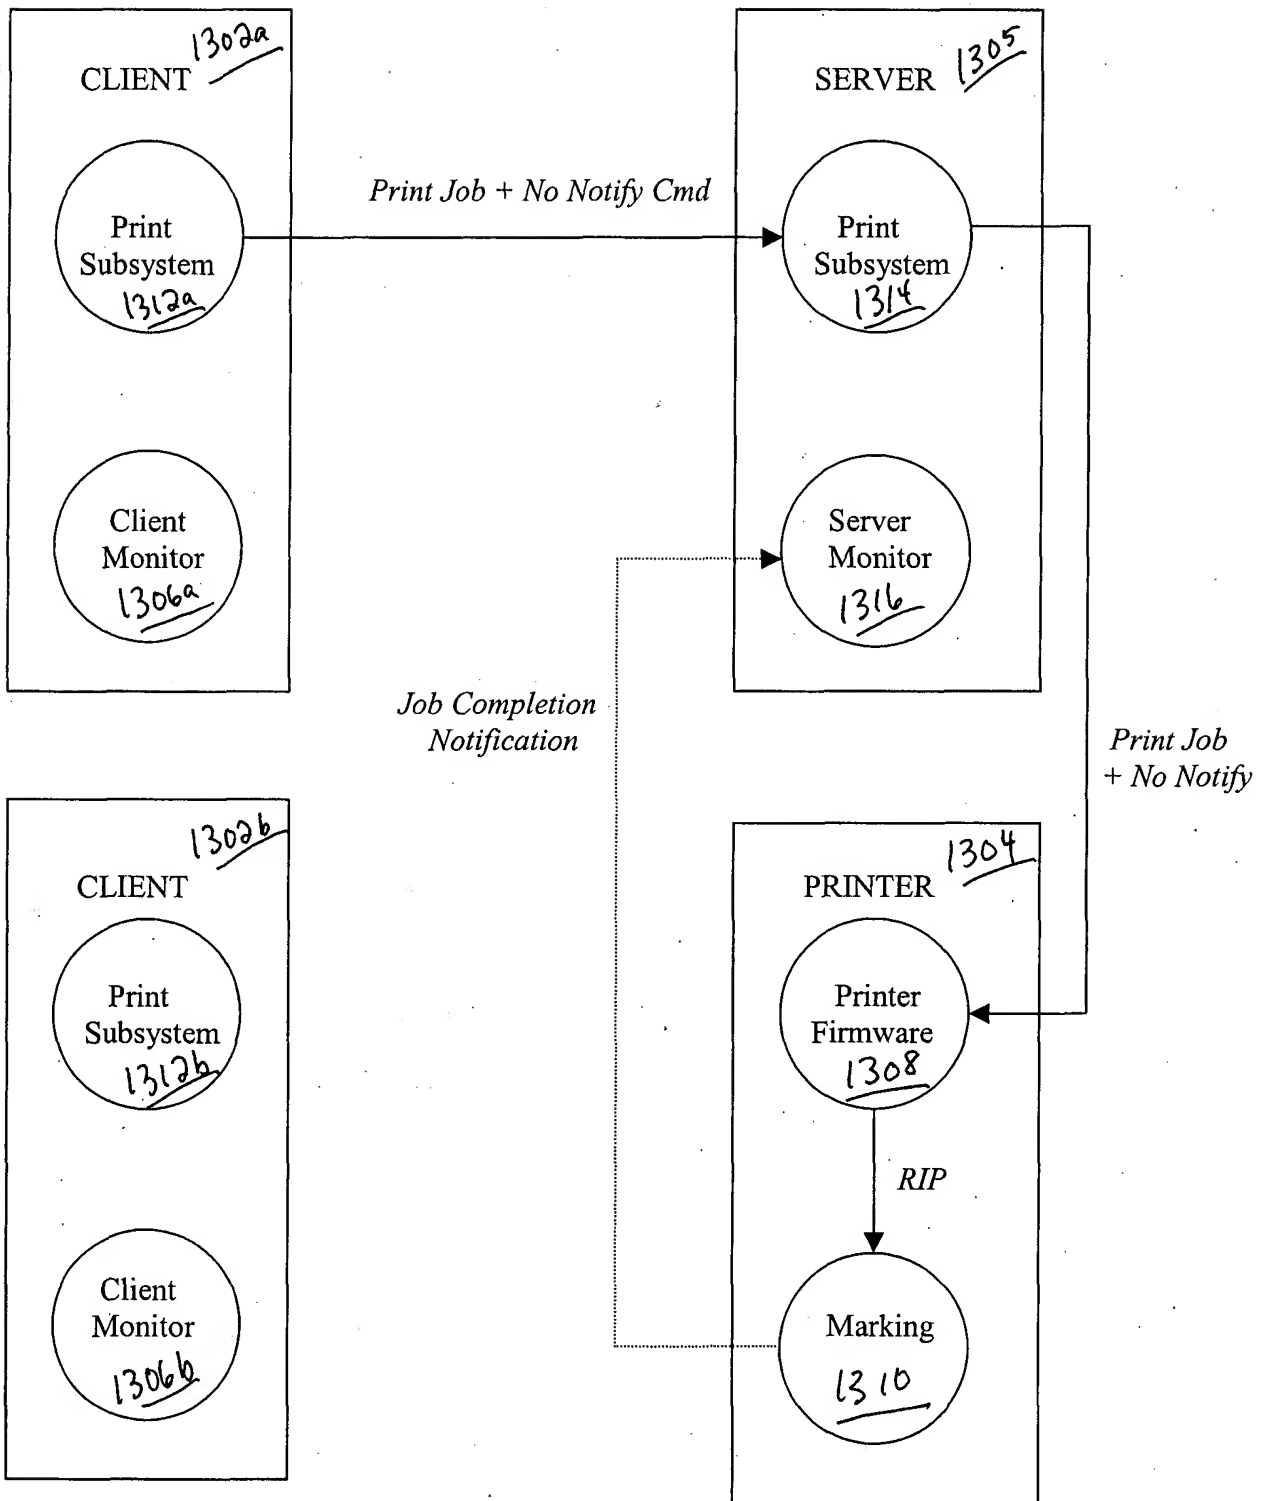 CLIENT 1302a
Print
Subsystem
1312a
Client
Monitor
1306a
Print Job + No Notify Cmd
SERVER 1305
Print
Subsystem
1314
Server
Monitor
1316
Job Completion
Notification
Print Job
+ No Notify
CLIENT 1302b
Print
Subsystem
1312b
Client
Monitor
1306b
PRINTER 1304
Printer
Firmware
1308
RIP
Marking
1310